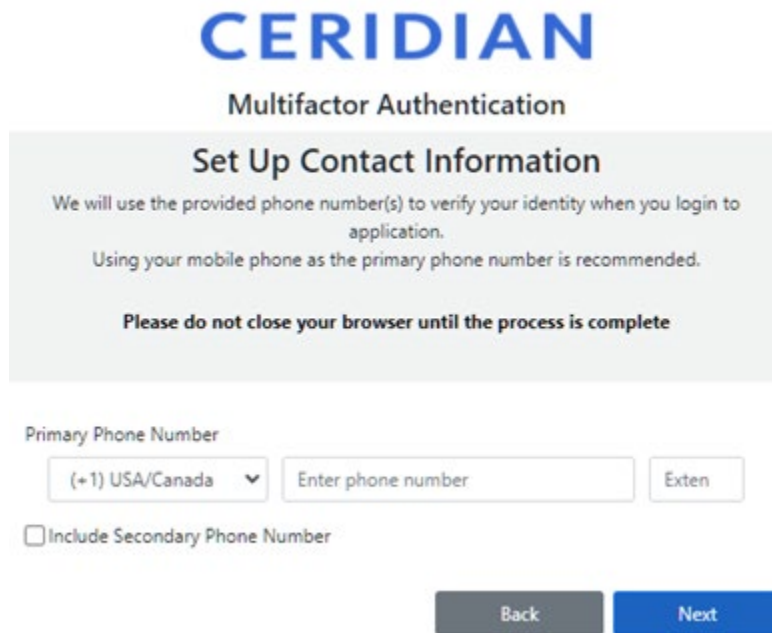 CERIDIAN
Multifactor Authentication
Set Up Contact Information
We will use the provided phone number(s) to verify your identity when you login to
application.
Using your mobile phone as the primary phone number is recommended.
Please do not close your browser until the process is complete
Primary Phone Number
(+1) USA/Canada Enter phone number Exten
Include Secondary Phone Number
Back Next